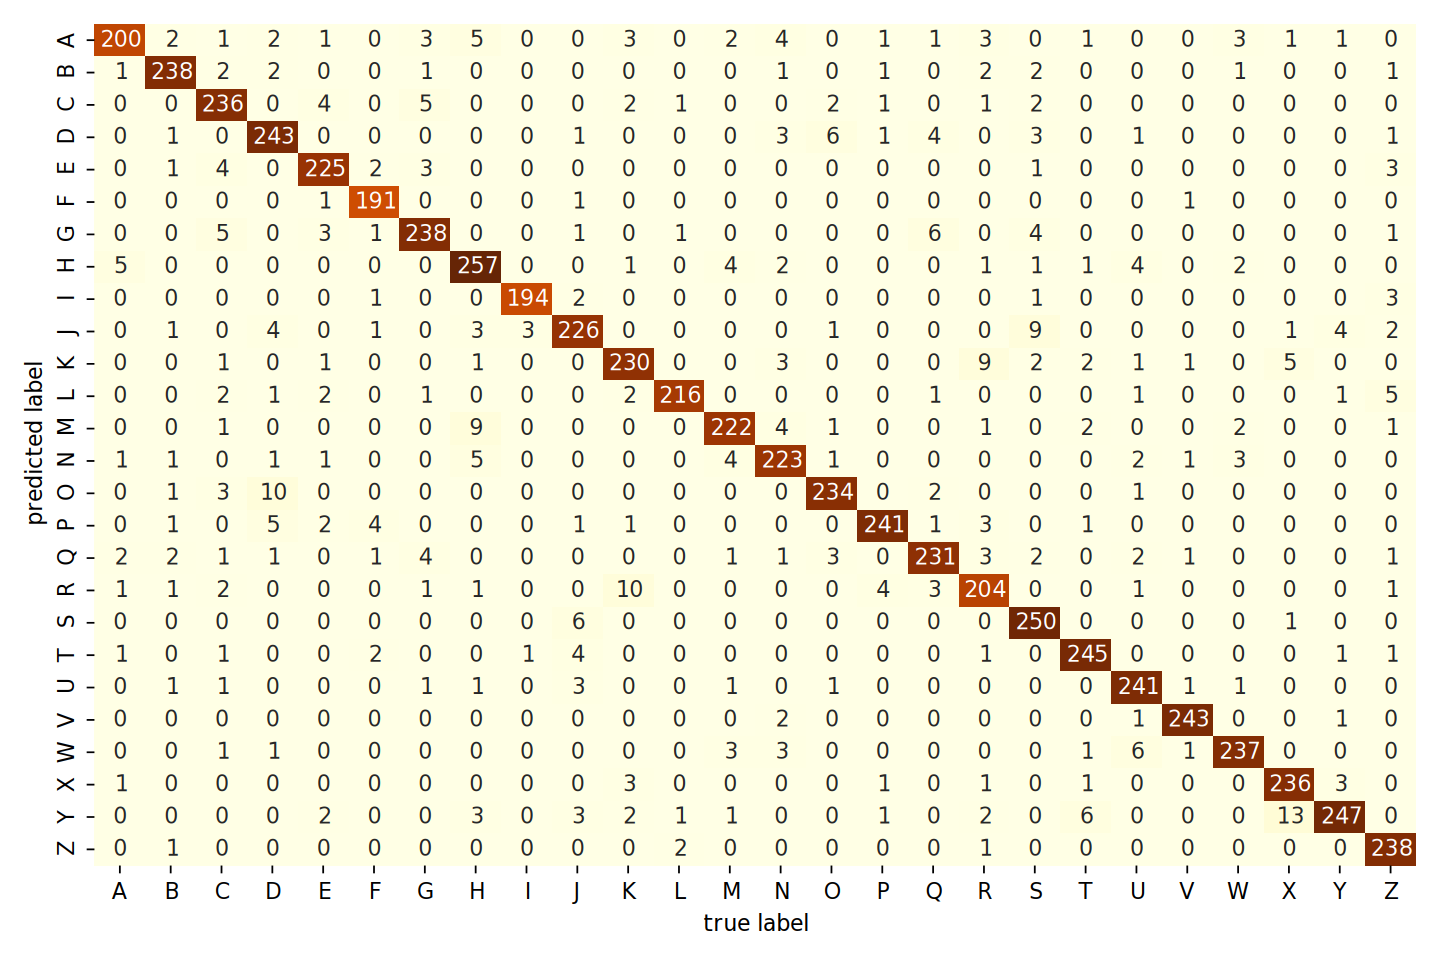 A 200 2 1 2 1 0 3 5 0 0 3 0 2 4 0 1 1 3 0 1 0 0 3 1 1 0
B 1 238 2 2 0 0 1 0 0 0 0 0 0 1 0 1 0 2 2 0 0 0 1 0 0 1
C 0 0 236 0 4 0 5 0 0 0 2 1 0 0 2 1 0 1 2 0 0 0 0 0 0 0
D 0 1 0 243 0 0 0 0 0 1 0 0 0 3 6 1 4 0 3 0 1 0 0 0 0 1
E 0 1 4 0 225 2 3 0 0 0 0 0 0 0 0 0 0 0 1 0 0 0 0 0 0 3
F 0 0 0 0 1 191 0 0 0 1 0 0 0 0 0 0 0 0 0 0 0 1 0 0 0 0
G 0 0 5 0 3 1 238 0 0 1 0 1 0 0 0 0 6 0 4 0 0 0 0 0 0 1
H 5 0 0 0 0 0 0 257 0 0 1 0 4 2 0 0 0 1 1 1 4 0 2 0 0 0
I 0 0 0 0 0 1 0 0 194 2 0 0 0 0 0 0 0 0 1 0 0 0 0 0 0 3
J 0 1 0 4 0 1 0 3 3 226 0 0 0 0 1 0 0 0 9 0 0 0 0 1 4 2
K 0 0 1 0 1 0 0 1 0 0 230 0 0 3 0 0 0 9 2 2 1 1 0 5 0 0
L 0 0 2 1 2 0 1 0 0 0 2 216 0 0 0 0 1 0 0 0 1 0 0 0 1 5
M 0 0 1 0 0 0 0 9 0 0 0 0 222 4 1 0 0 1 0 2 0 0 2 0 0 1
N 1 1 0 1 1 0 0 5 0 0 0 0 4 223 1 0 0 0 0 0 2 1 3 0 0 0
O 0 1 3 10 0 0 0 0 0 0 0 0 0 0 234 0 2 0 0 0 1 0 0 0 0 0
P 0 1 0 5 2 4 0 0 0 1 1 0 0 0 0 241 1 3 0 1 0 0 0 0 0 0
Q 2 2 1 1 0 1 4 0 0 0 0 0 1 1 3 0 231 3 2 0 2 1 0 0 0 1
R 1 1 2 0 0 0 1 1 0 0 10 0 0 0 0 4 3 204 0 0 1 0 0 0 0 1
S 0 0 0 0 0 0 0 0 0 6 0 0 0 0 0 0 0 0 250 0 0 0 0 1 0 0
T 1 0 1 0 0 2 0 0 1 4 0 0 0 0 0 0 0 1 0 245 0 0 0 0 1 1
U 0 1 1 0 0 0 1 1 0 3 0 0 1 0 1 0 0 0 0 0 241 1 1 0 0 0
V 0 0 0 0 0 0 0 0 0 0 0 0 0 2 0 0 0 0 0 0 1 243 0 0 1 0
W 0 0 1 1 0 0 0 0 0 0 0 0 3 3 0 0 0 0 0 1 6 1 237 0 0 0
X 1 0 0 0 0 0 0 0 0 0 3 0 0 0 0 1 0 1 0 1 0 0 0 236 3 0
Y 0 0 0 0 2 0 0 3 0 3 2 1 1 0 0 1 0 2 0 6 0 0 0 13 247 0
Z 0 1 0 0 0 0 0 0 0 0 0 2 0 0 0 0 0 1 0 0 0 0 0 0 0 238
A B C D E F G H I J K L M N O P Q R S T U V W X Y Z
true label
predicted label